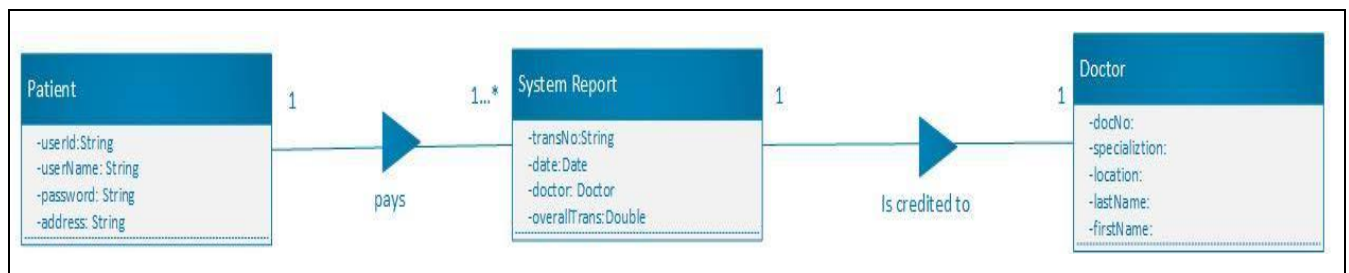 Patient
-userId:String
-userName: String
-password: String
-address: String
1
pays
1...*
System Report
-transNo:String
-date:Date
-doctor: Doctor
-overallTrans:Double
1
Is credited to
1
Doctor
-docNo:
-specializtion:
-location:
-lastName:
-firstName: